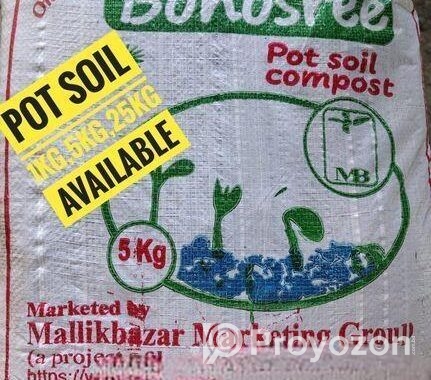 Bonosree
Pot soil
compost
POT SOIL
1KG,5KG,25KG
AVAILABLE
MB
5 Kg
Marketed by
Mallikbazar Marketing Group
(a project of
Proyozon